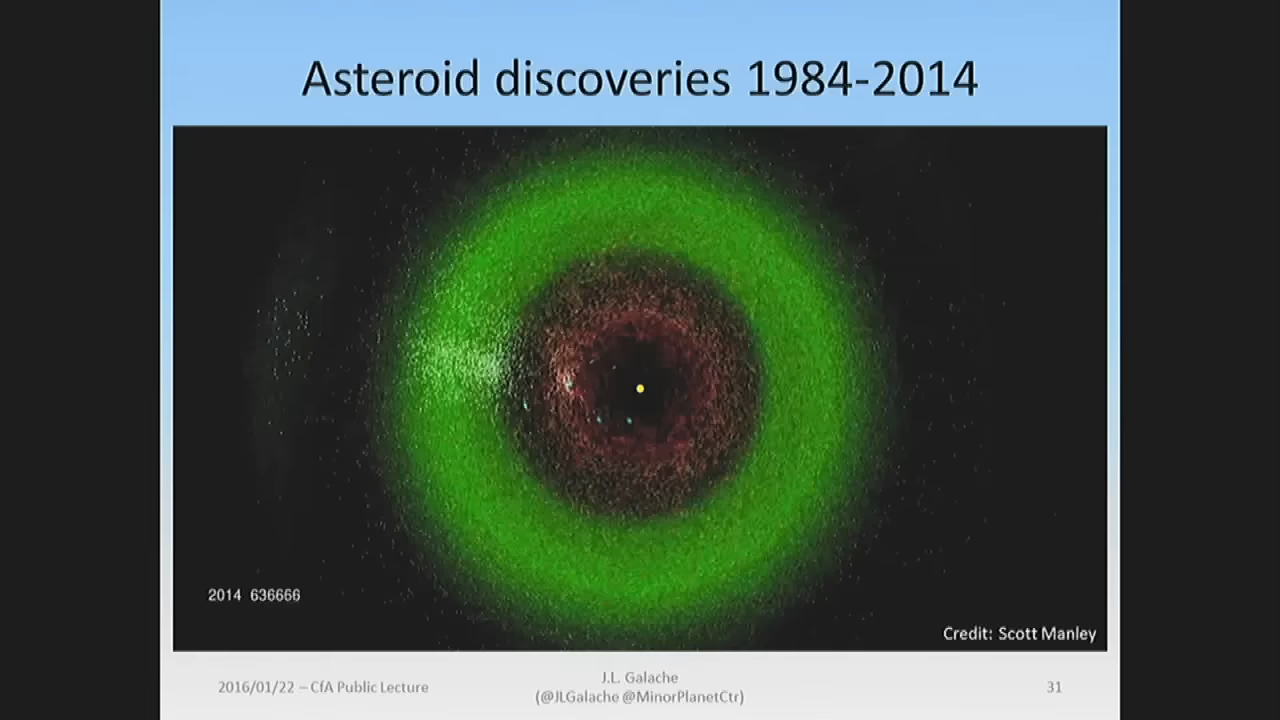 Asteroid discoveries 1984-2014
2014 636666
Credit: Scott Manley
2016/01/22 – CfA Public Lecture
J.L. Galache
(@JLGalache @MinorPlanetCtr)
31